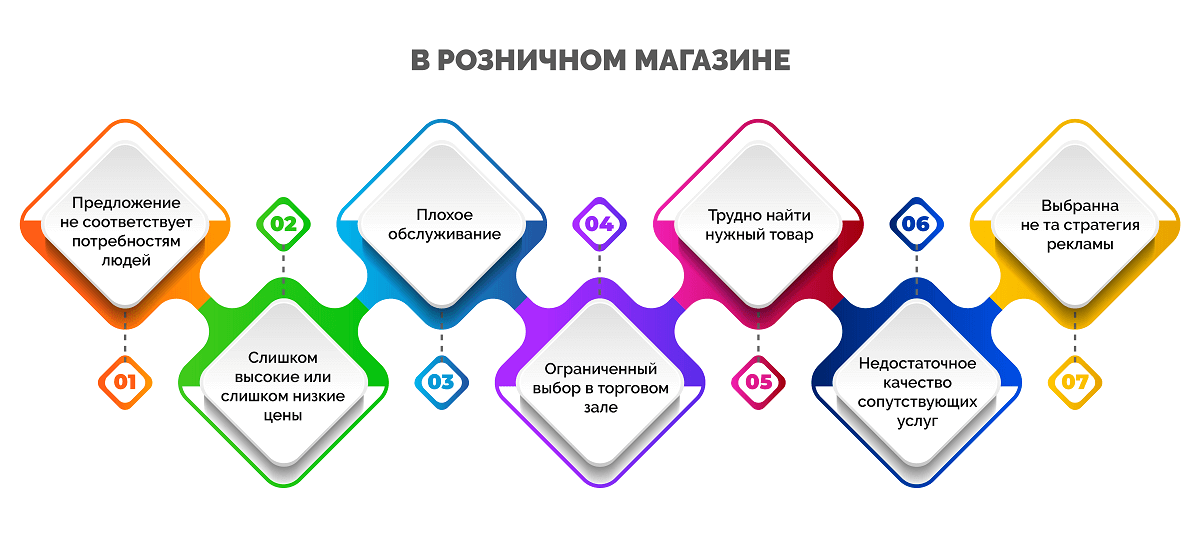 В РОЗНИЧНОМ МАГАЗИНЕ
Предложение
не соответствует
потребностям
людей
01
02
Слишком
высокие или
слишком низкие
цены
Плохое
обслуживание
03
04
Ограниченный
выбор в торговом
зале
Трудно найти
нужный товар
05
06
Недостаточное
качество
сопутствующих
услуг
Выбранна
не та стратегия
рекламы
07